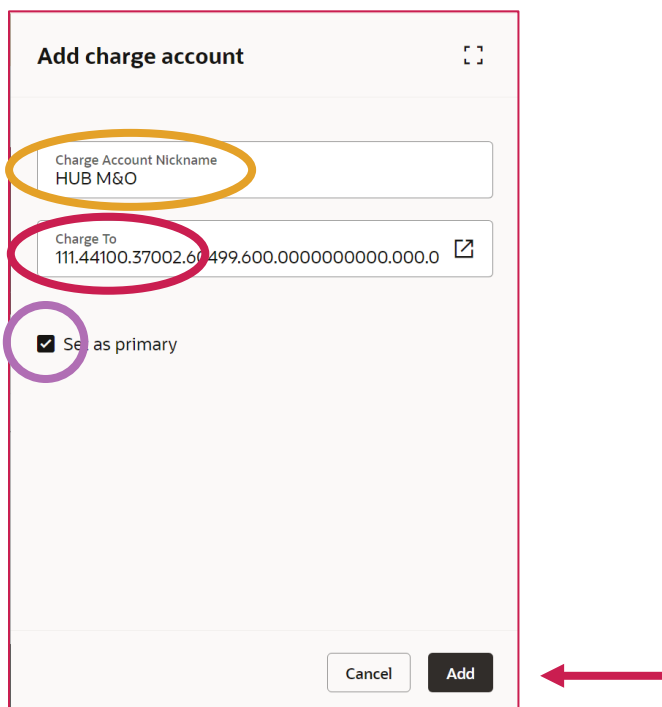 Add charge account
Charge Account Nickname
HUB M&O
Charge To
111.44100.37002.60499.600.0000000000.000.0
Set as primary
Cancel Add